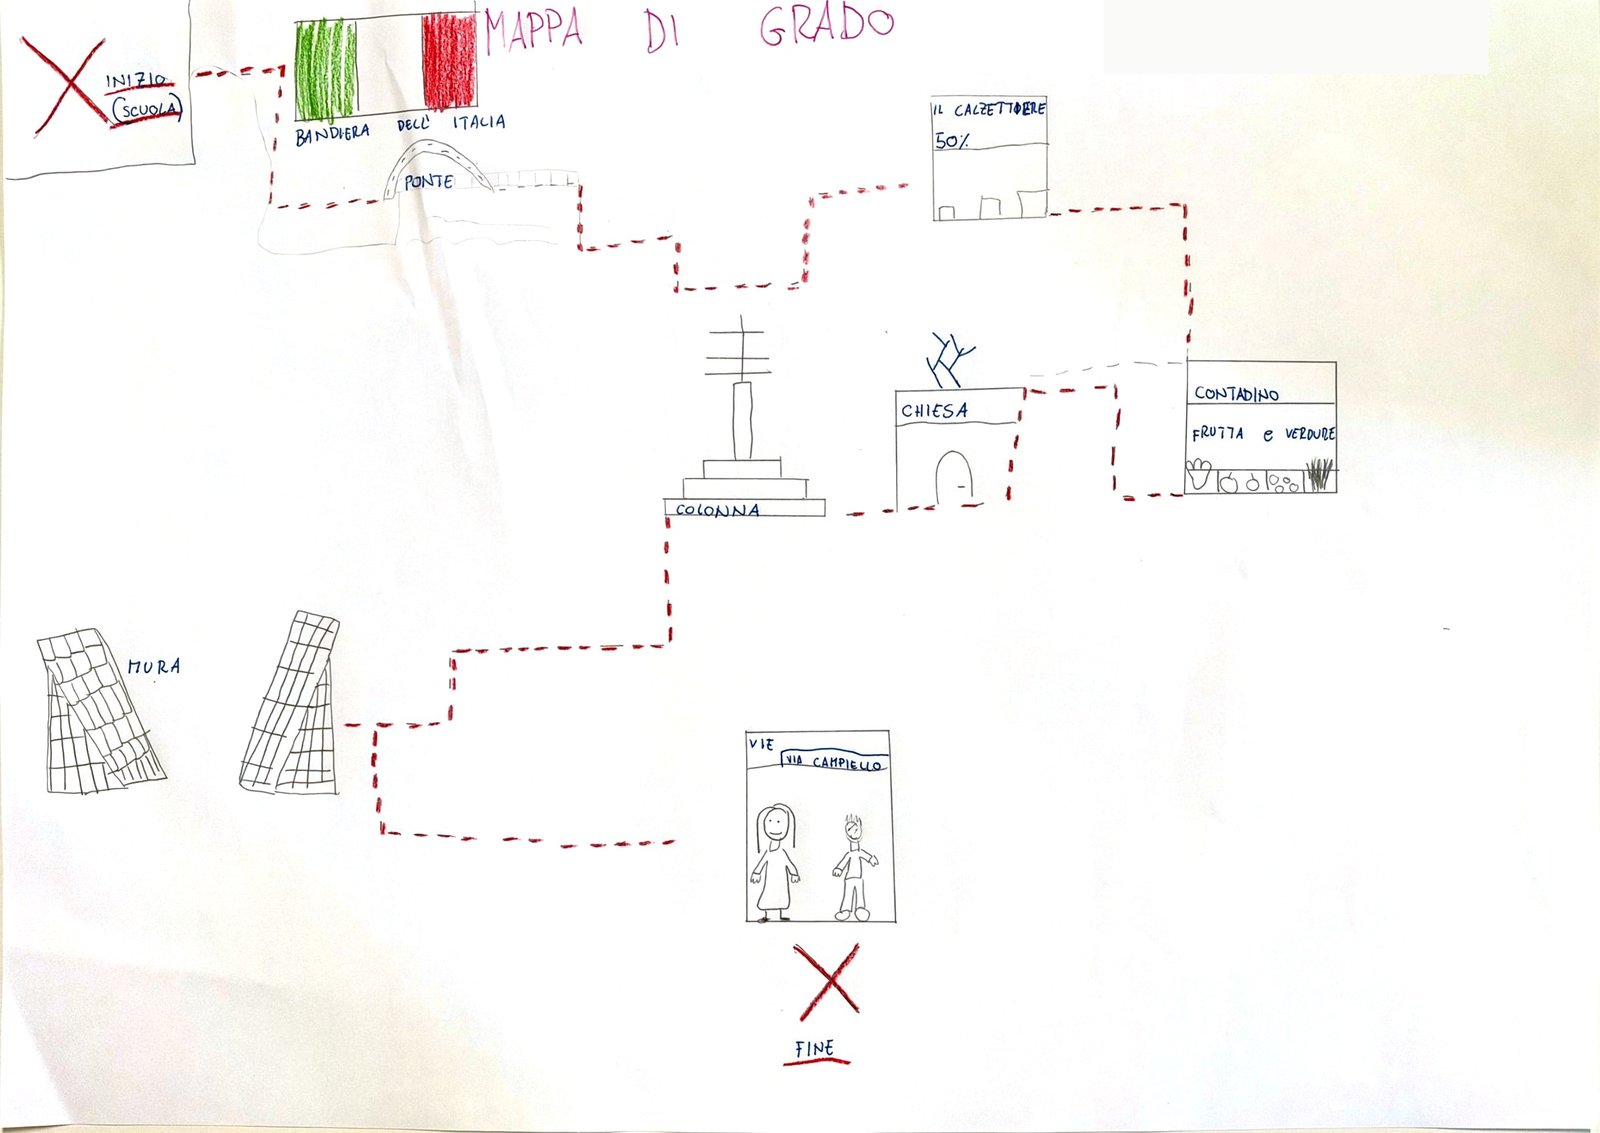 MAPPA DI GRADO
INIZIO
(SCUOLA)
BANDIERA DELL' ITALIA
PONTE
IL CALZETTOERE
50%
CHIESA
CONTADINO
FRUTTA e VERDURE
COLONNA
MURA
VIE
VIA CAMPIELLO
FINE